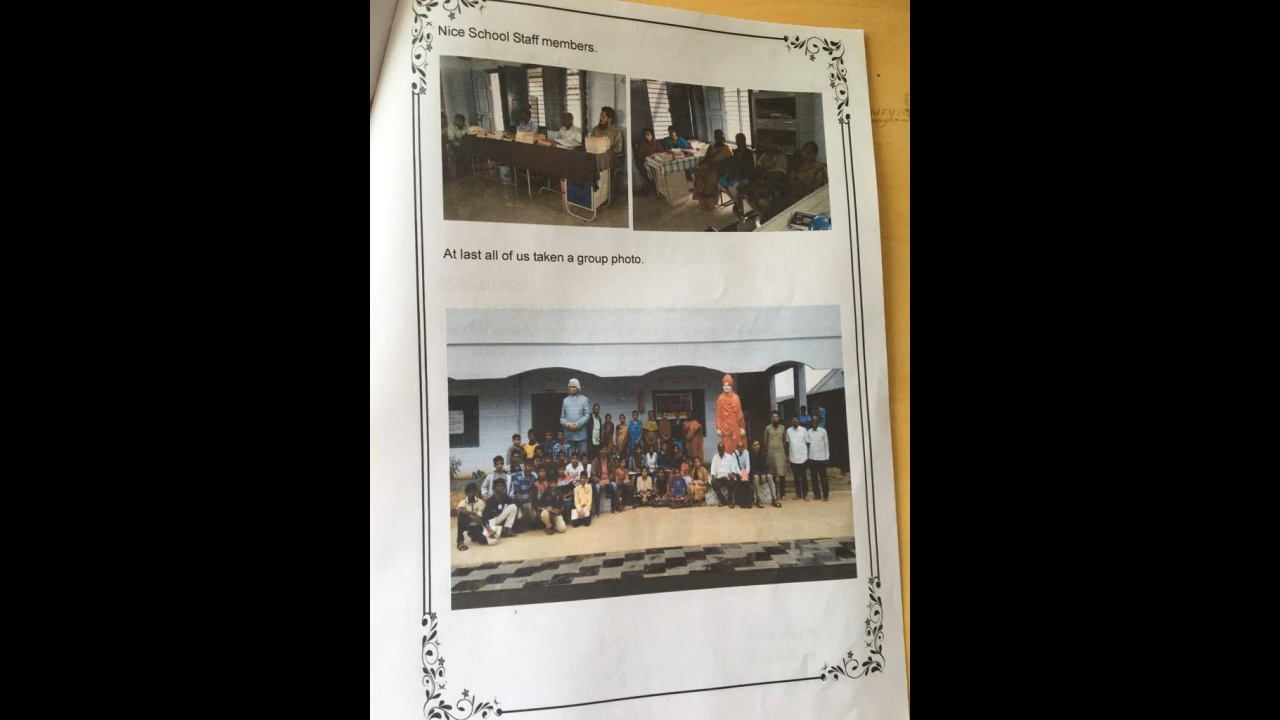 Nice School Staff members.
At last all of us taken a group photo.